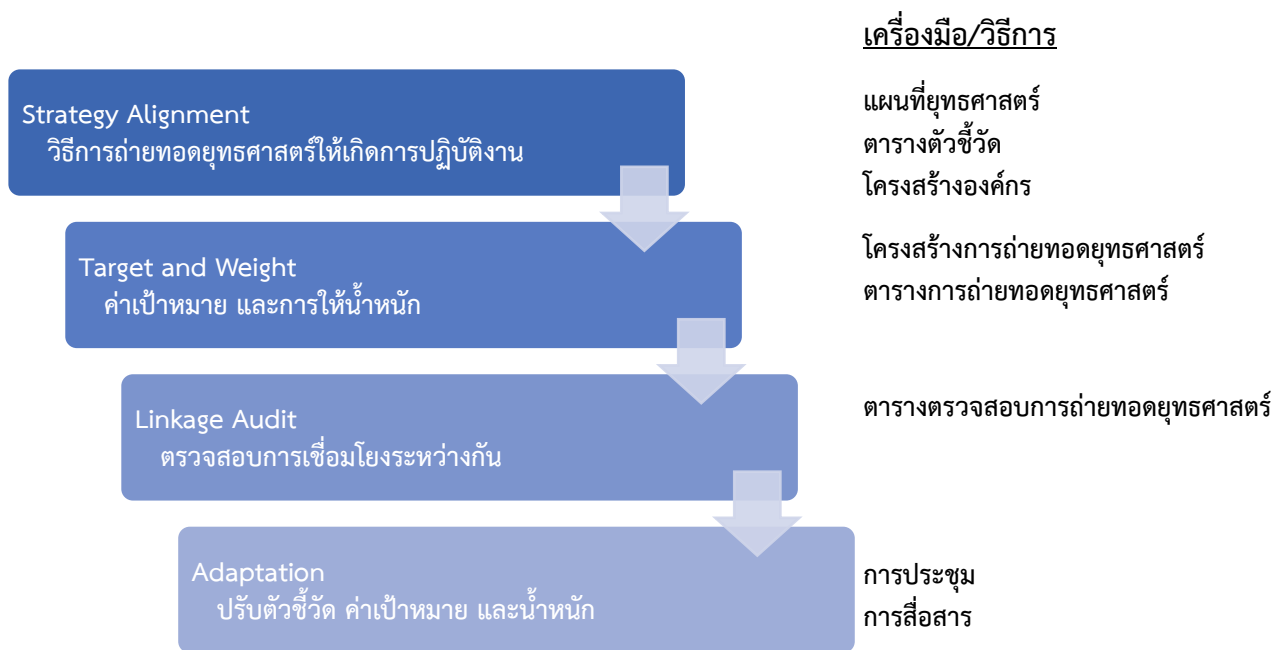 เครื่องมือ/วิธีการ
Strategy Alignment
วิธีการถ่ายทอดยุทธศาสตร์ให้เกิดการปฏิบัติงาน
แผนที่ยุทธศาสตร์
ตารางตัวชี้วัด
โครงสร้างองค์กร
Target and Weight
ค่าเป้าหมาย และการให้น้ำหนัก
โครงสร้างการถ่ายทอดยุทธศาสตร์
ตารางการถ่ายทอดยุทธศาสตร์
Linkage Audit
ตรวจสอบการเชื่อมโยงระหว่างกัน
ตารางตรวจสอบการถ่ายทอดยุทธศาสตร์
Adaptation
ปรับตัวชี้วัด ค่าเป้าหมาย และน้ำหนัก
การประชุม
การสื่อสาร